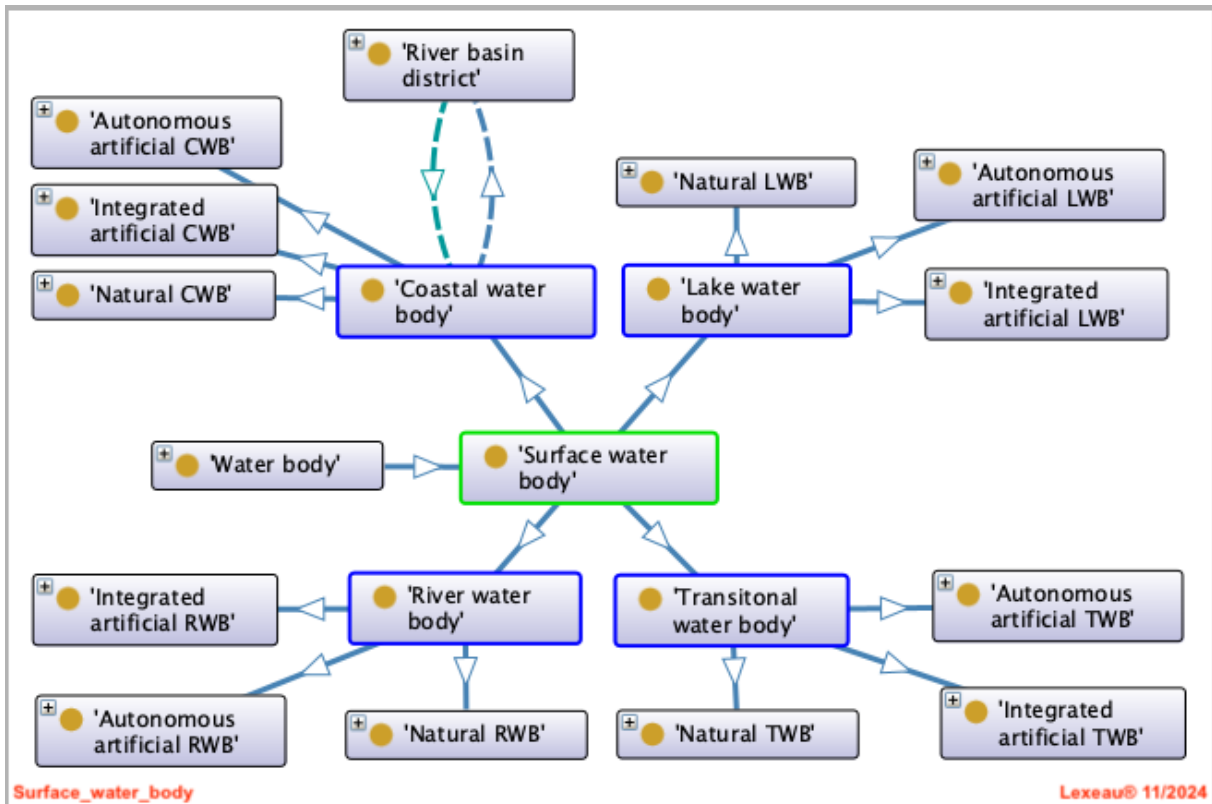 'River basin
district'
'Autonomous
artificial CWB'
'Integrated
artificial CWB'
'Natural CWB'
'Coastal water
body'
'Natural LWB'
'Autonomous
artificial LWB'
'Lake water
body'
'Integrated
artificial LWB'
'Water body'
'Surface water
body'
'Integrated
artificial RWB'
'River water
body'
'Transitonal
water body'
'Autonomous
artificial TWB'
'Autonomous
artificial RWB'
'Natural RWB'
'Natural TWB'
'Integrated
artificial TWB'
Surface_water_body
Lexeau® 11/2024